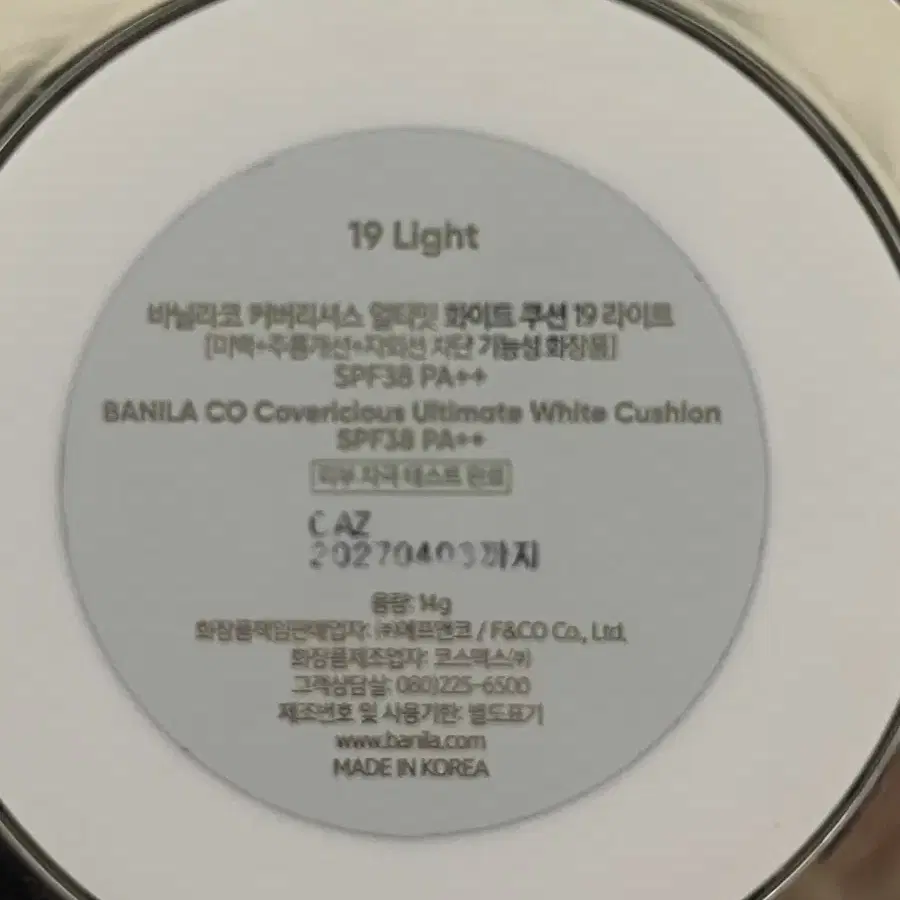 19 Light
바닐라코 커버리셔스 얼티밋 화이트 쿠션 19 라이트
[미백+주름개선+자외선 차단 기능성 화장품]
SPF38 PA++
BANILA CO Covericious Ultimate White Cushion
SPF38 PA++
피부 자극 테스트 완료
C AZ
20270403까지
용량: 14g
화장품책임판매업자: ㈜에프앤코 / F&CO Co., Ltd.
화장품제조업자: 코스맥스㈜
고객상담실: 080)225-6500
제조번호 및 사용기한: 별도표기
www.banila.com
MADE IN KOREA